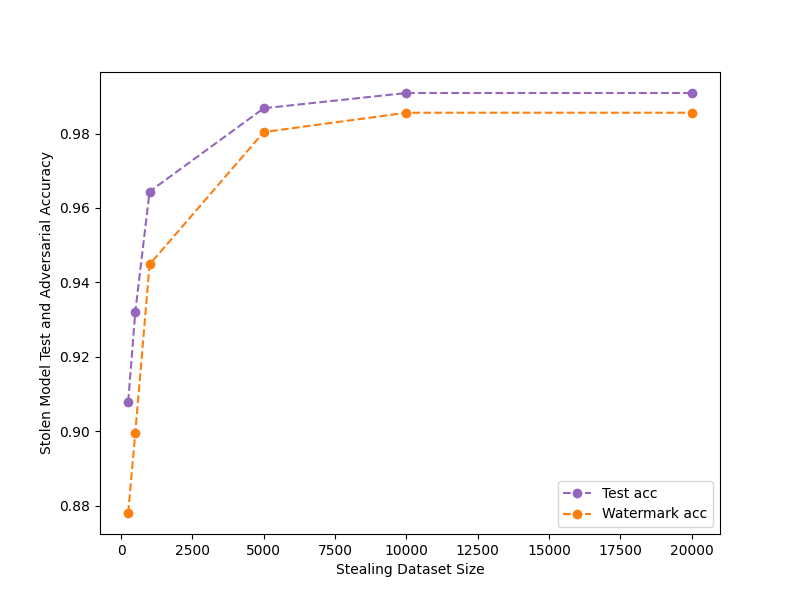 0.98
0.96
0.94
0.92
0.90
0.88
Stolen Model Test and Adversarial Accuracy
Test acc
Watermark acc
0 2500 5000 7500 10000 12500 15000 17500 20000
Stealing Dataset Size